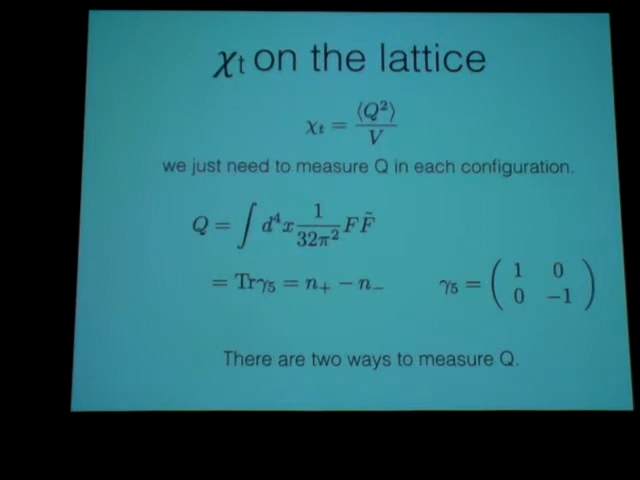 χt on the lattice
χt = ⟨Q²⟩ / V
we just need to measure Q in each configuration.
Q = ∫ d⁴x 1/32π² F F̃
= Trγ₅ = n₊ − n₋   γ₅ = ( 1 0 ; 0 −1 )
There are two ways to measure Q.